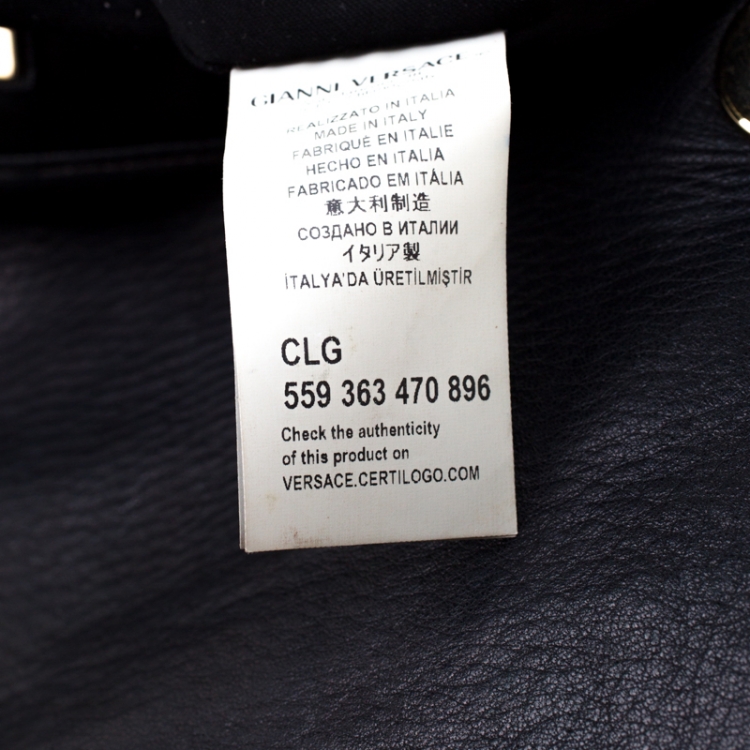 GIANNI VERSACE
REALIZZATO IN ITALIA
MADE IN ITALY
FABRIQUÉ EN ITALIE
HECHO EN ITALIA
FABRICADO EM ITÁLIA
意大利制造
СОЗДАНО В ИТАЛИИ
イタリア製
İTALYA'DA ÜRETİLMİŞTİR
CLG
559 363 470 896
Check the authenticity
of this product on
VERSACE.CERTILOGO.COM